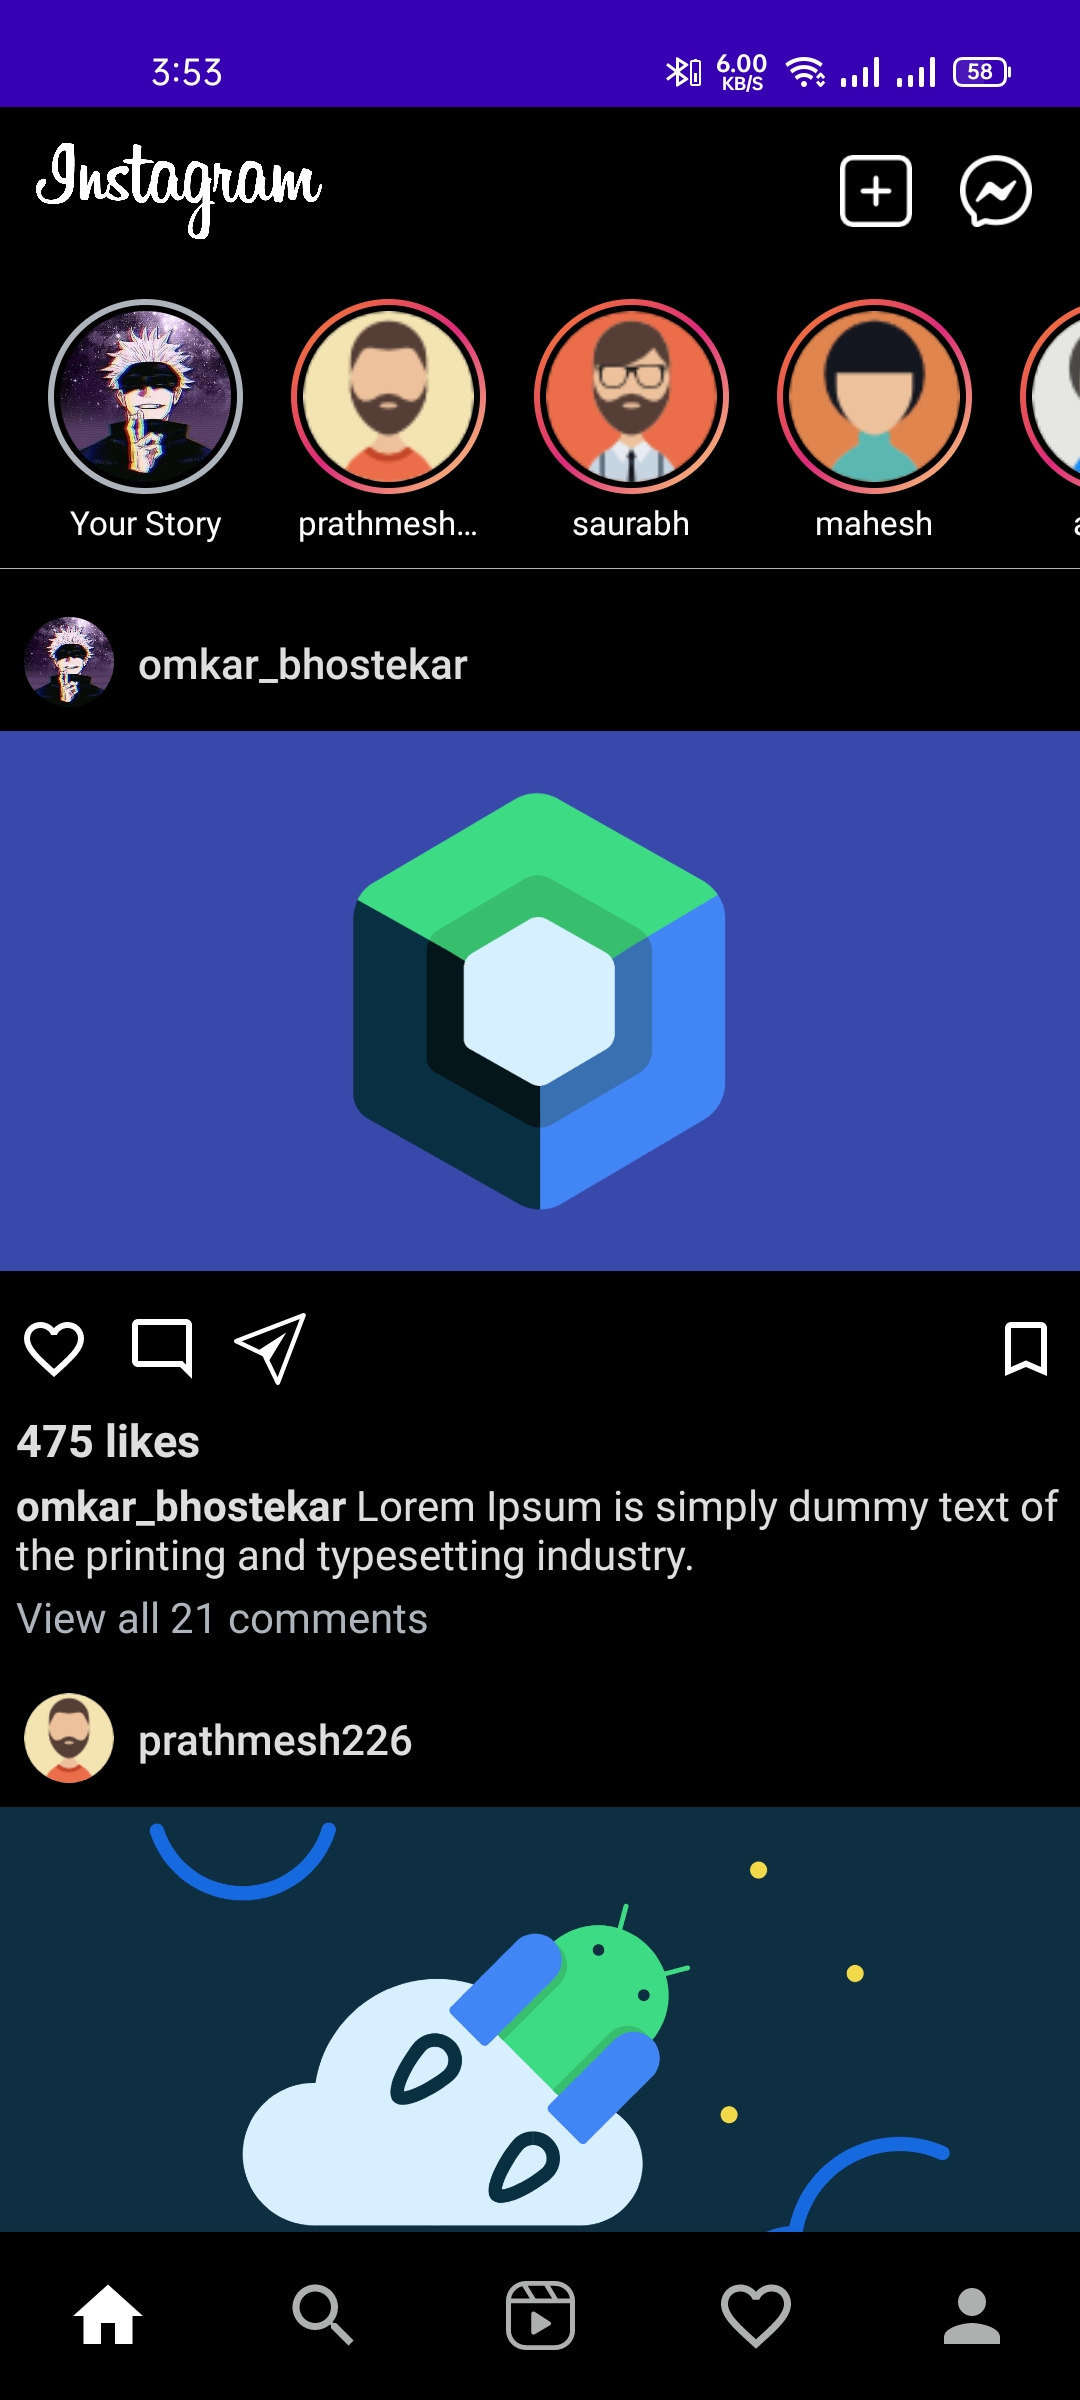 3:53
6.00
KB/S
58
Instagram
Your Story
prathmesh...
saurabh
mahesh
omkar_bhostekar
475 likes
omkar_bhostekar Lorem Ipsum is simply dummy text of
the printing and typesetting industry.
View all 21 comments
prathmesh226